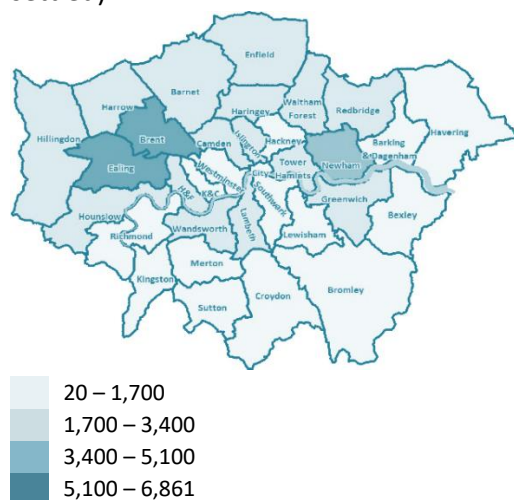 Enfield
Barnet
Harrow
Haringey
Waltham
Forest
Redbridge
Havering
Hillingdon
Brent
Camden
Islington
Hackney
Barking
& Dagenham
Ealing
Westminster
City
Tower
Hamlets
Newham
H&F
K&C
Southwark
Greenwich
Hounslow
Richmond
Wandsworth
Lambeth
Lewisham
Bexley
Merton
Kingston
Sutton
Croydon
Bromley
20 – 1,700
1,700 – 3,400
3,400 – 5,100
5,100 – 6,861